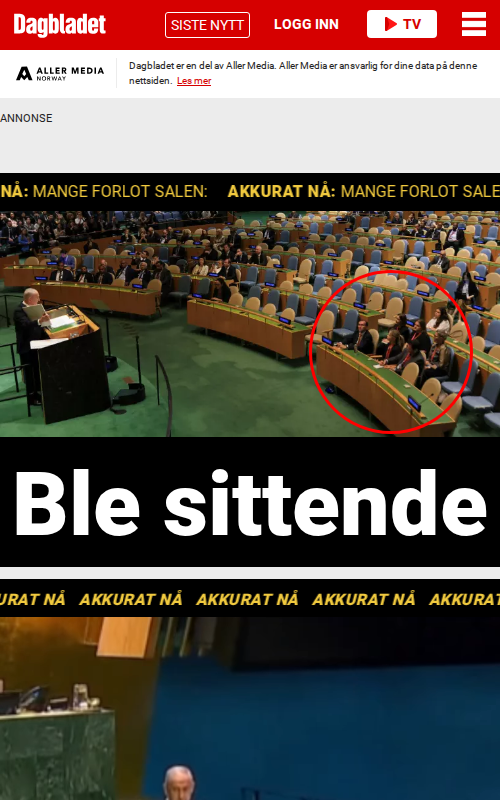 Dagbladet
SISTE NYTT
LOGG INN
TV
ALLER MEDIA
NORWAY
Dagbladet er en del av Aller Media. Aller Media er ansvarlig for dine data på denne
nettsiden. Les mer
ANNONSE
NÅ: MANGE FORLOT SALEN: AKKURAT NÅ: MANGE FORLOT SALE
Ble sittende
URAT NÅ AKKURAT NÅ AKKURAT NÅ AKKURAT NÅ AKKURAT